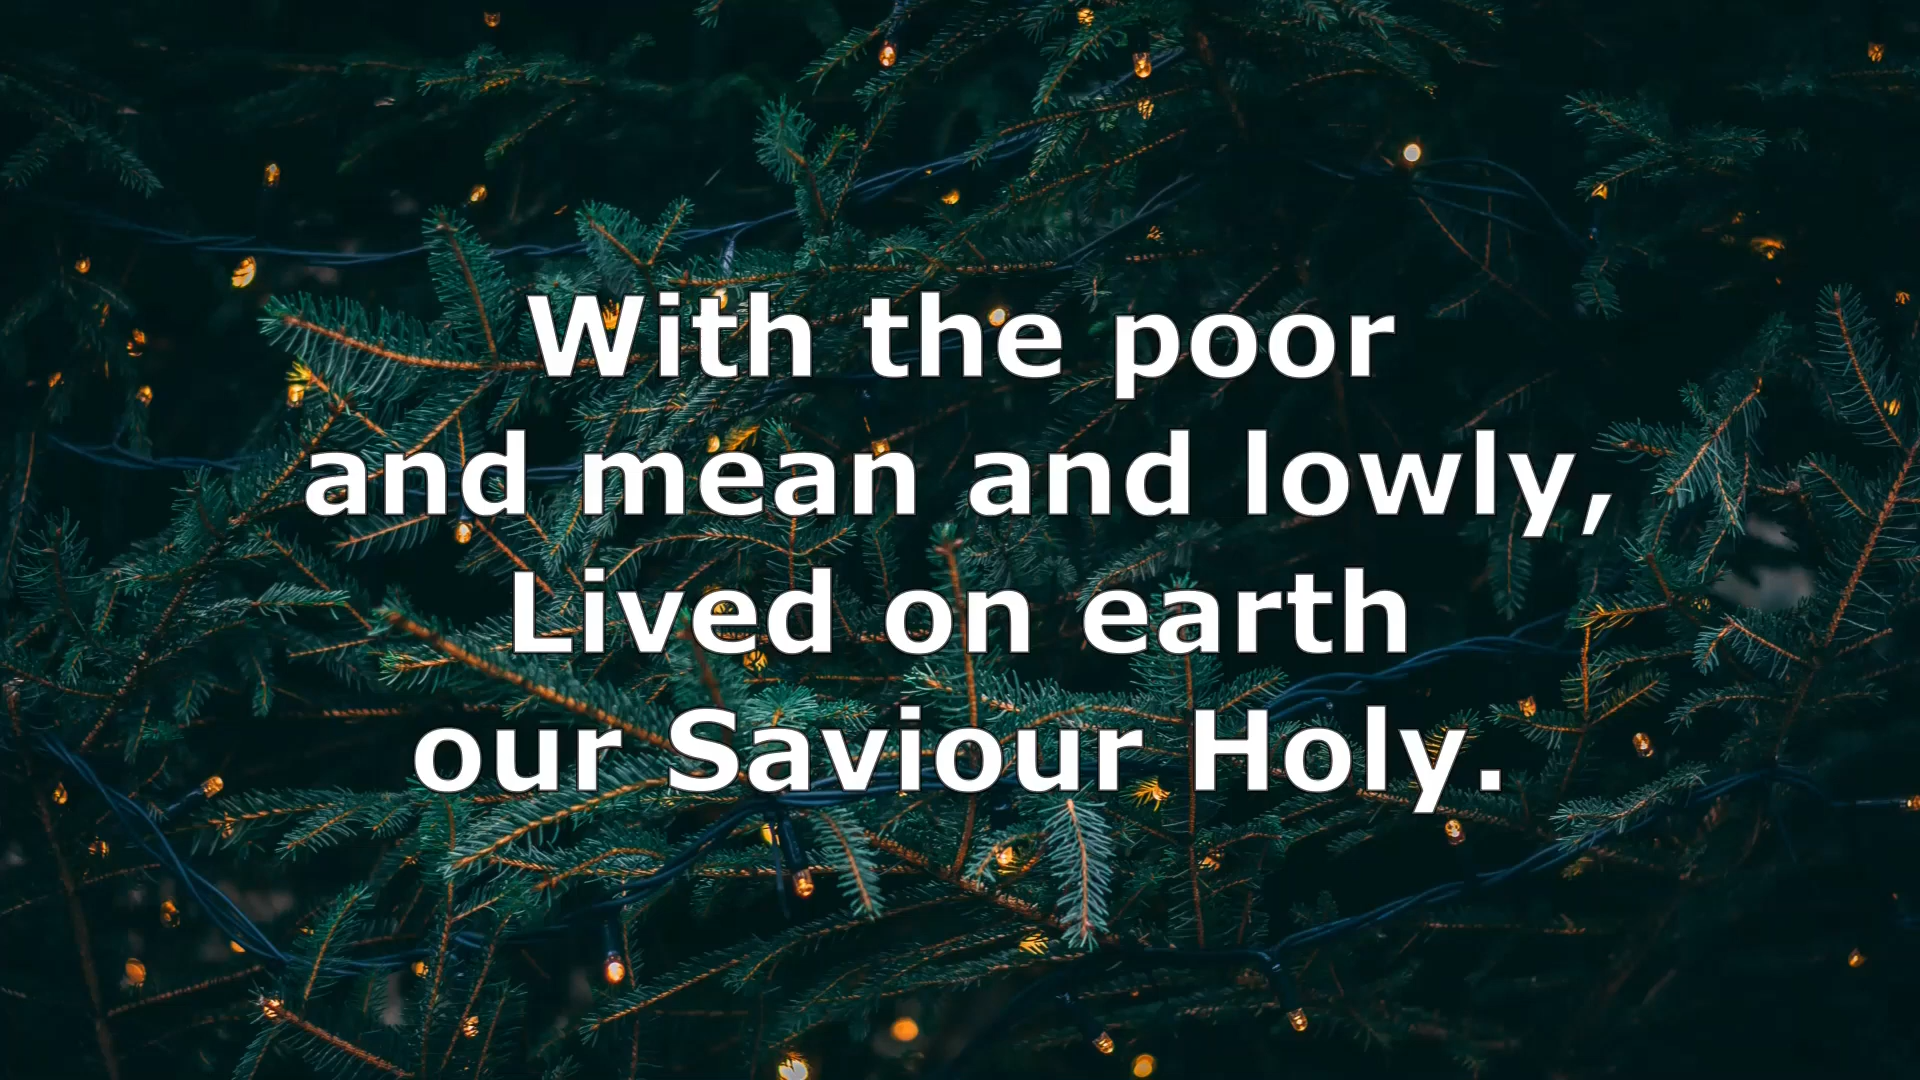 With the poor
and mean and lowly,
Lived on earth
our Saviour Holy.